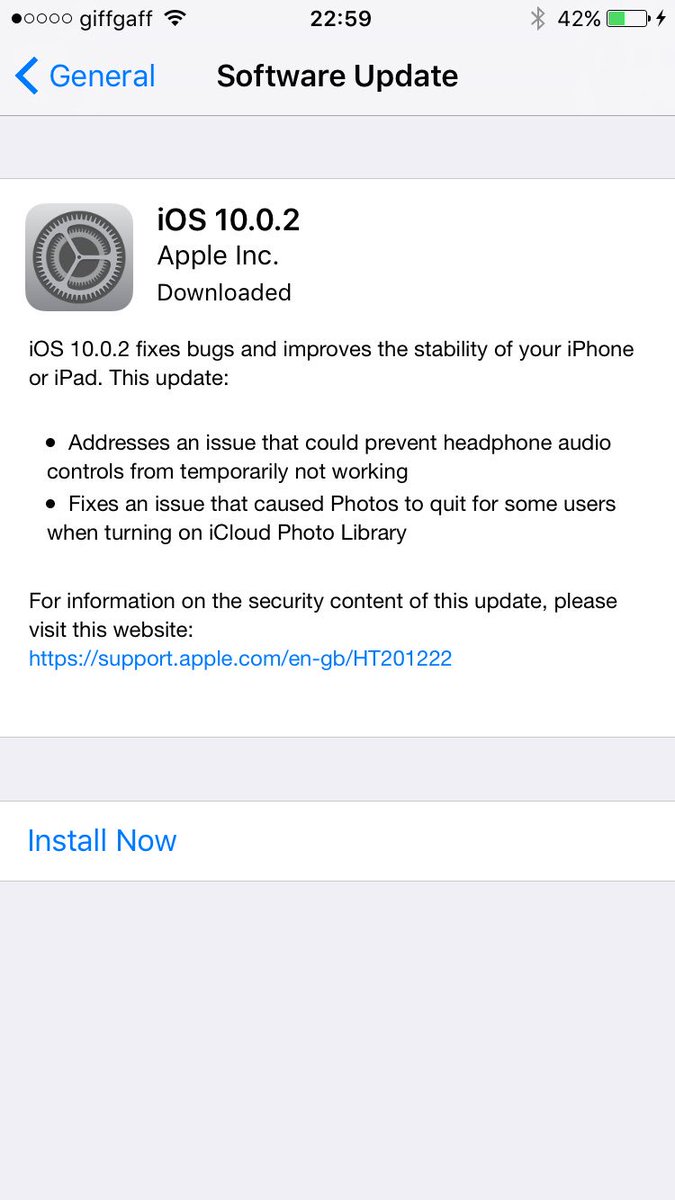 giffgaff 22:59 42%
General Software Update
iOS 10.0.2
Apple Inc.
Downloaded
iOS 10.0.2 fixes bugs and improves the stability of your iPhone
or iPad. This update:
• Addresses an issue that could prevent headphone audio
controls from temporarily not working
• Fixes an issue that caused Photos to quit for some users
when turning on iCloud Photo Library
For information on the security content of this update, please
visit this website:
https://support.apple.com/en-gb/HT201222
Install Now